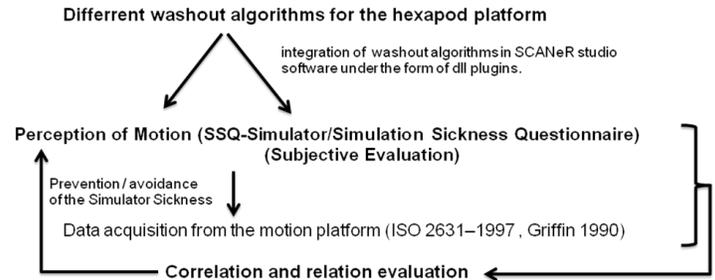 Differrent washout algorithms for the hexapod platform
integration of washout algorithms in SCANeR studio
software under the form of dll plugins.
Perception of Motion (SSQ-Simulator/Simulation Sickness Questionnaire)
(Subjective Evaluation)
Prevention / avoidance
of the Simulator Sickness
Data acquisition from the motion platform (ISO 2631–1997 , Griffin 1990)
Correlation and relation evaluation